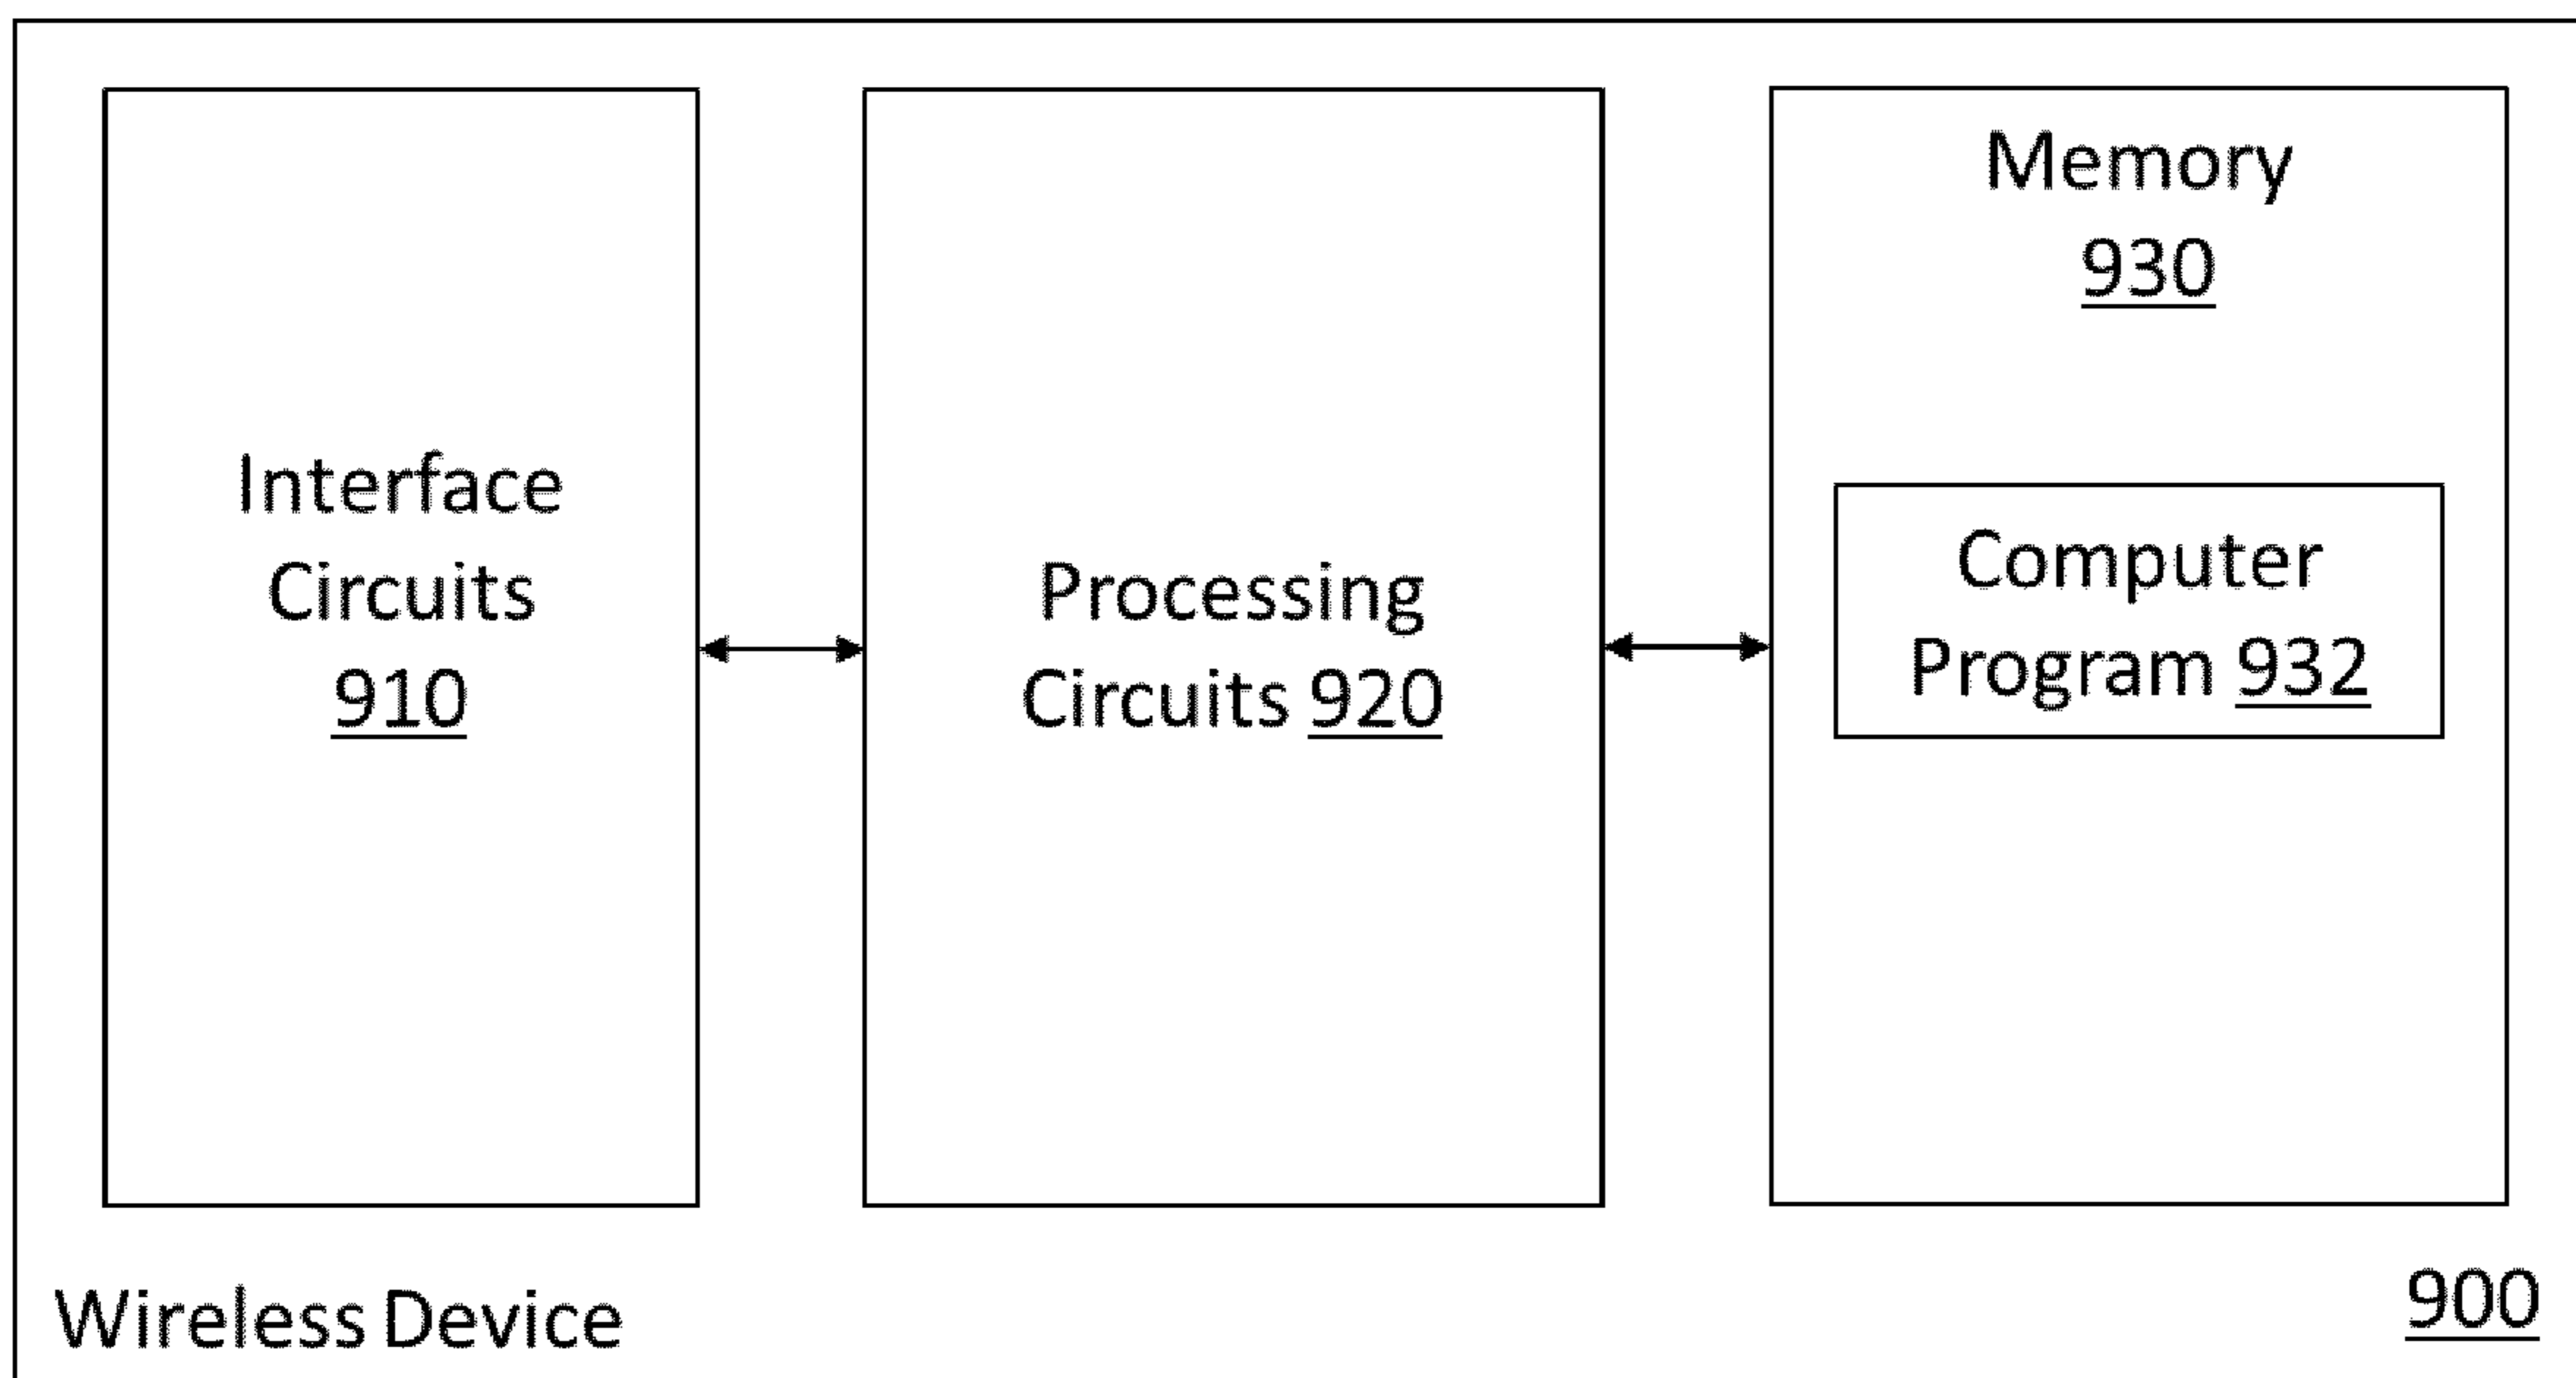 Interface
Circuits
910
Processing
Circuits 920
Memory
930
Computer
Program 932
Wireless Device
900